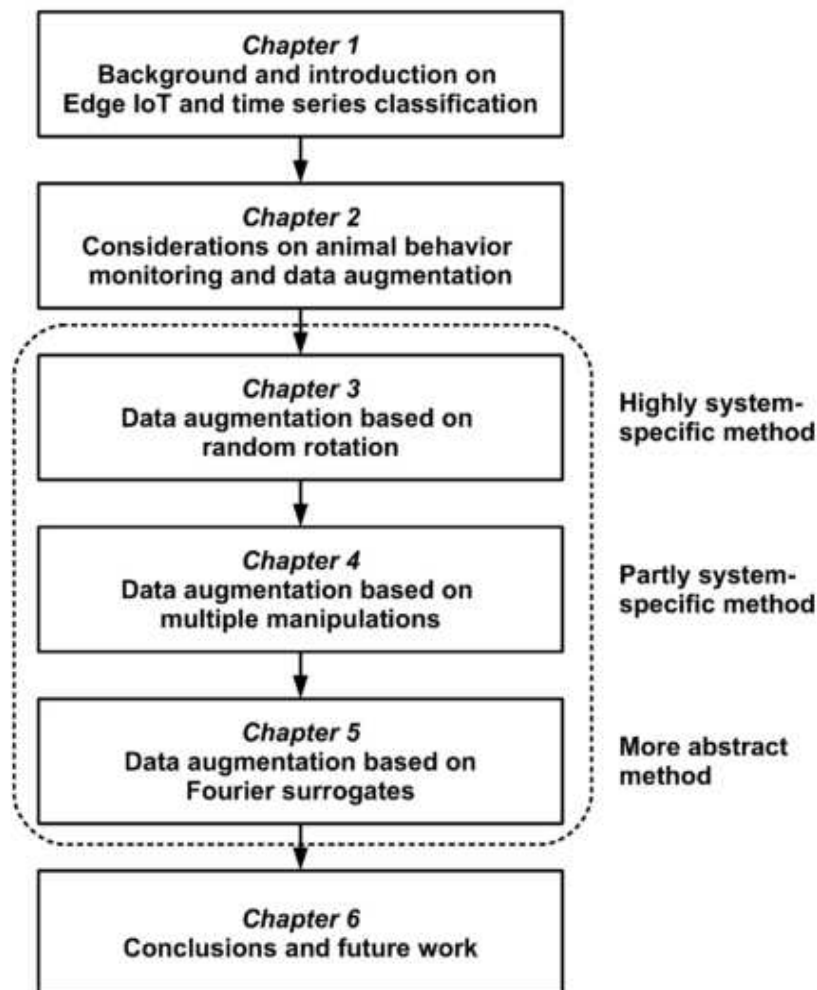 Chapter 1
Background and introduction on
Edge IoT and time series classification
Chapter 2
Considerations on animal behavior
monitoring and data augmentation
Chapter 3
Data augmentation based on
random rotation
Highly system-
specific method
Chapter 4
Data augmentation based on
multiple manipulations
Partly system-
specific method
Chapter 5
Data augmentation based on
Fourier surrogates
More abstract
method
Chapter 6
Conclusions and future work